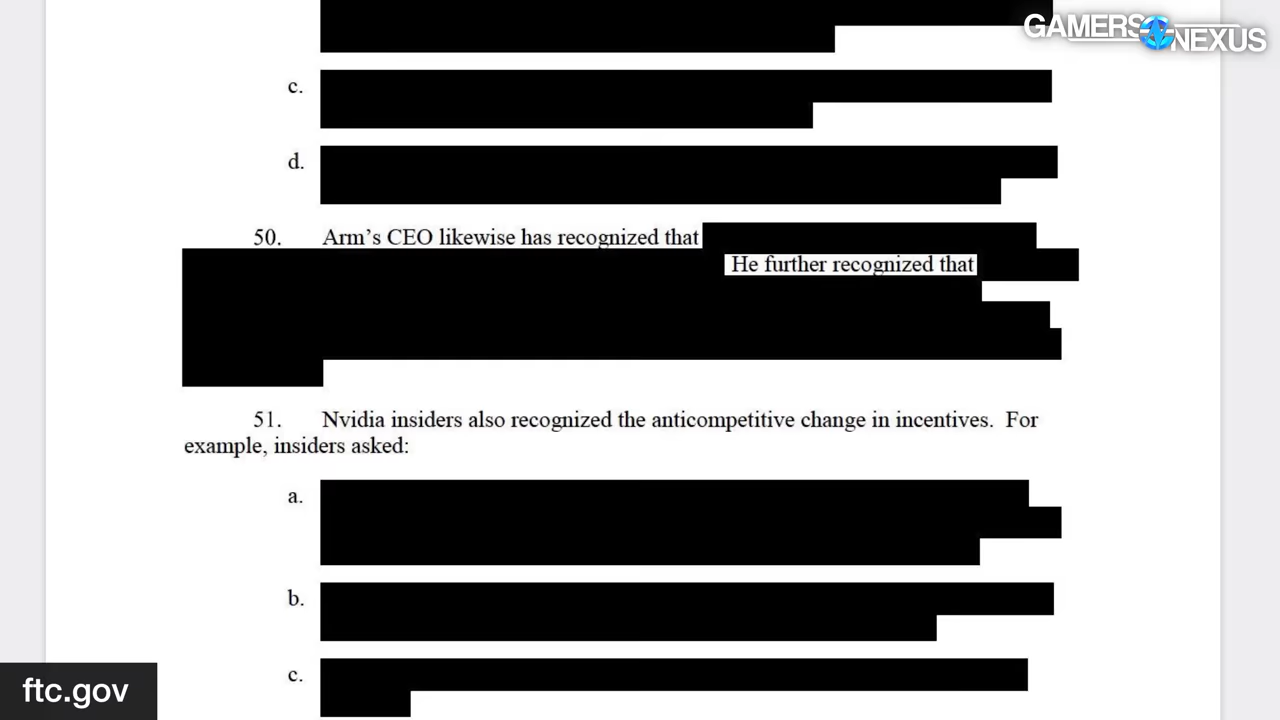 GAMERS NEXUS
c.
d.
50. Arm's CEO likewise has recognized that
He further recognized that
51. Nvidia insiders also recognized the anticompetitive change in incentives. For
example, insiders asked:
a.
b.
c.
ftc.gov